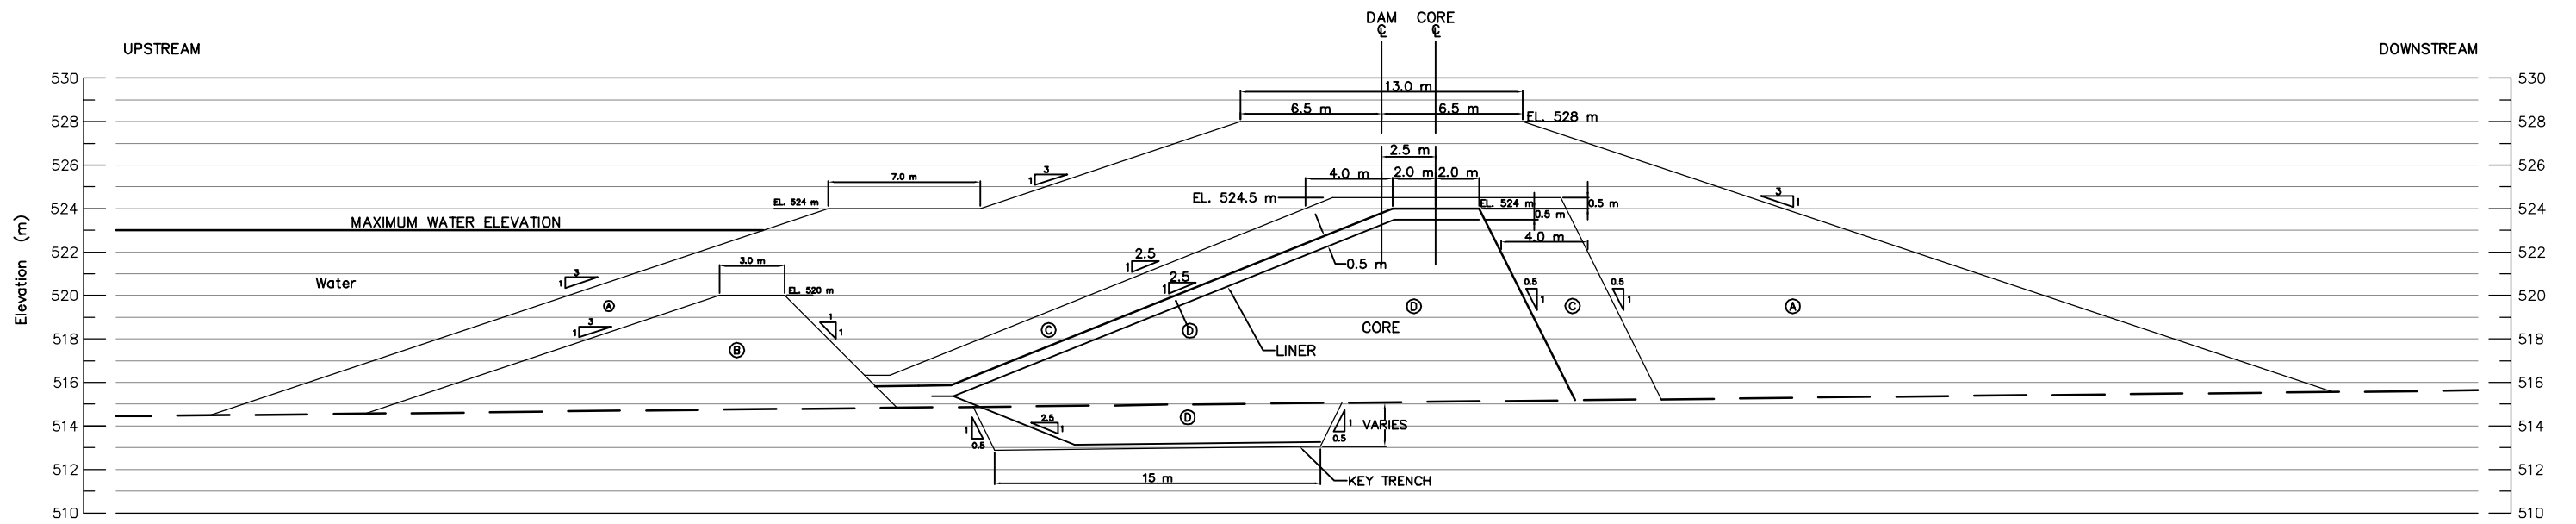 DAM CORE
℄ ℄
UPSTREAM DOWNSTREAM
530 530
13.0 m
6.5 m 6.5 m
EL. 528 m
528 528
2.5 m
526 526
3
1
7.0 m
4.0 m 2.0 m 2.0 m
3
1
EL. 524 m
EL. 524.5 m
EL. 524 m
0.5 m
0.5 m
524 524
MAXIMUM WATER ELEVATION
4.0 m
522 522
2.5
1
3.0 m
0.5 m
Elevation (m)
Water
3
1
2.5
1
EL. 520 m
0.5
1
0.5
1
520 520
A
D
C
A
3
1
1
1
C
D
CORE
518 518
B
LINER
516 516
D
514 514
1
0.5
2.5
1
1
0.5
VARIES
512 512
15 m
KEY TRENCH
510 510